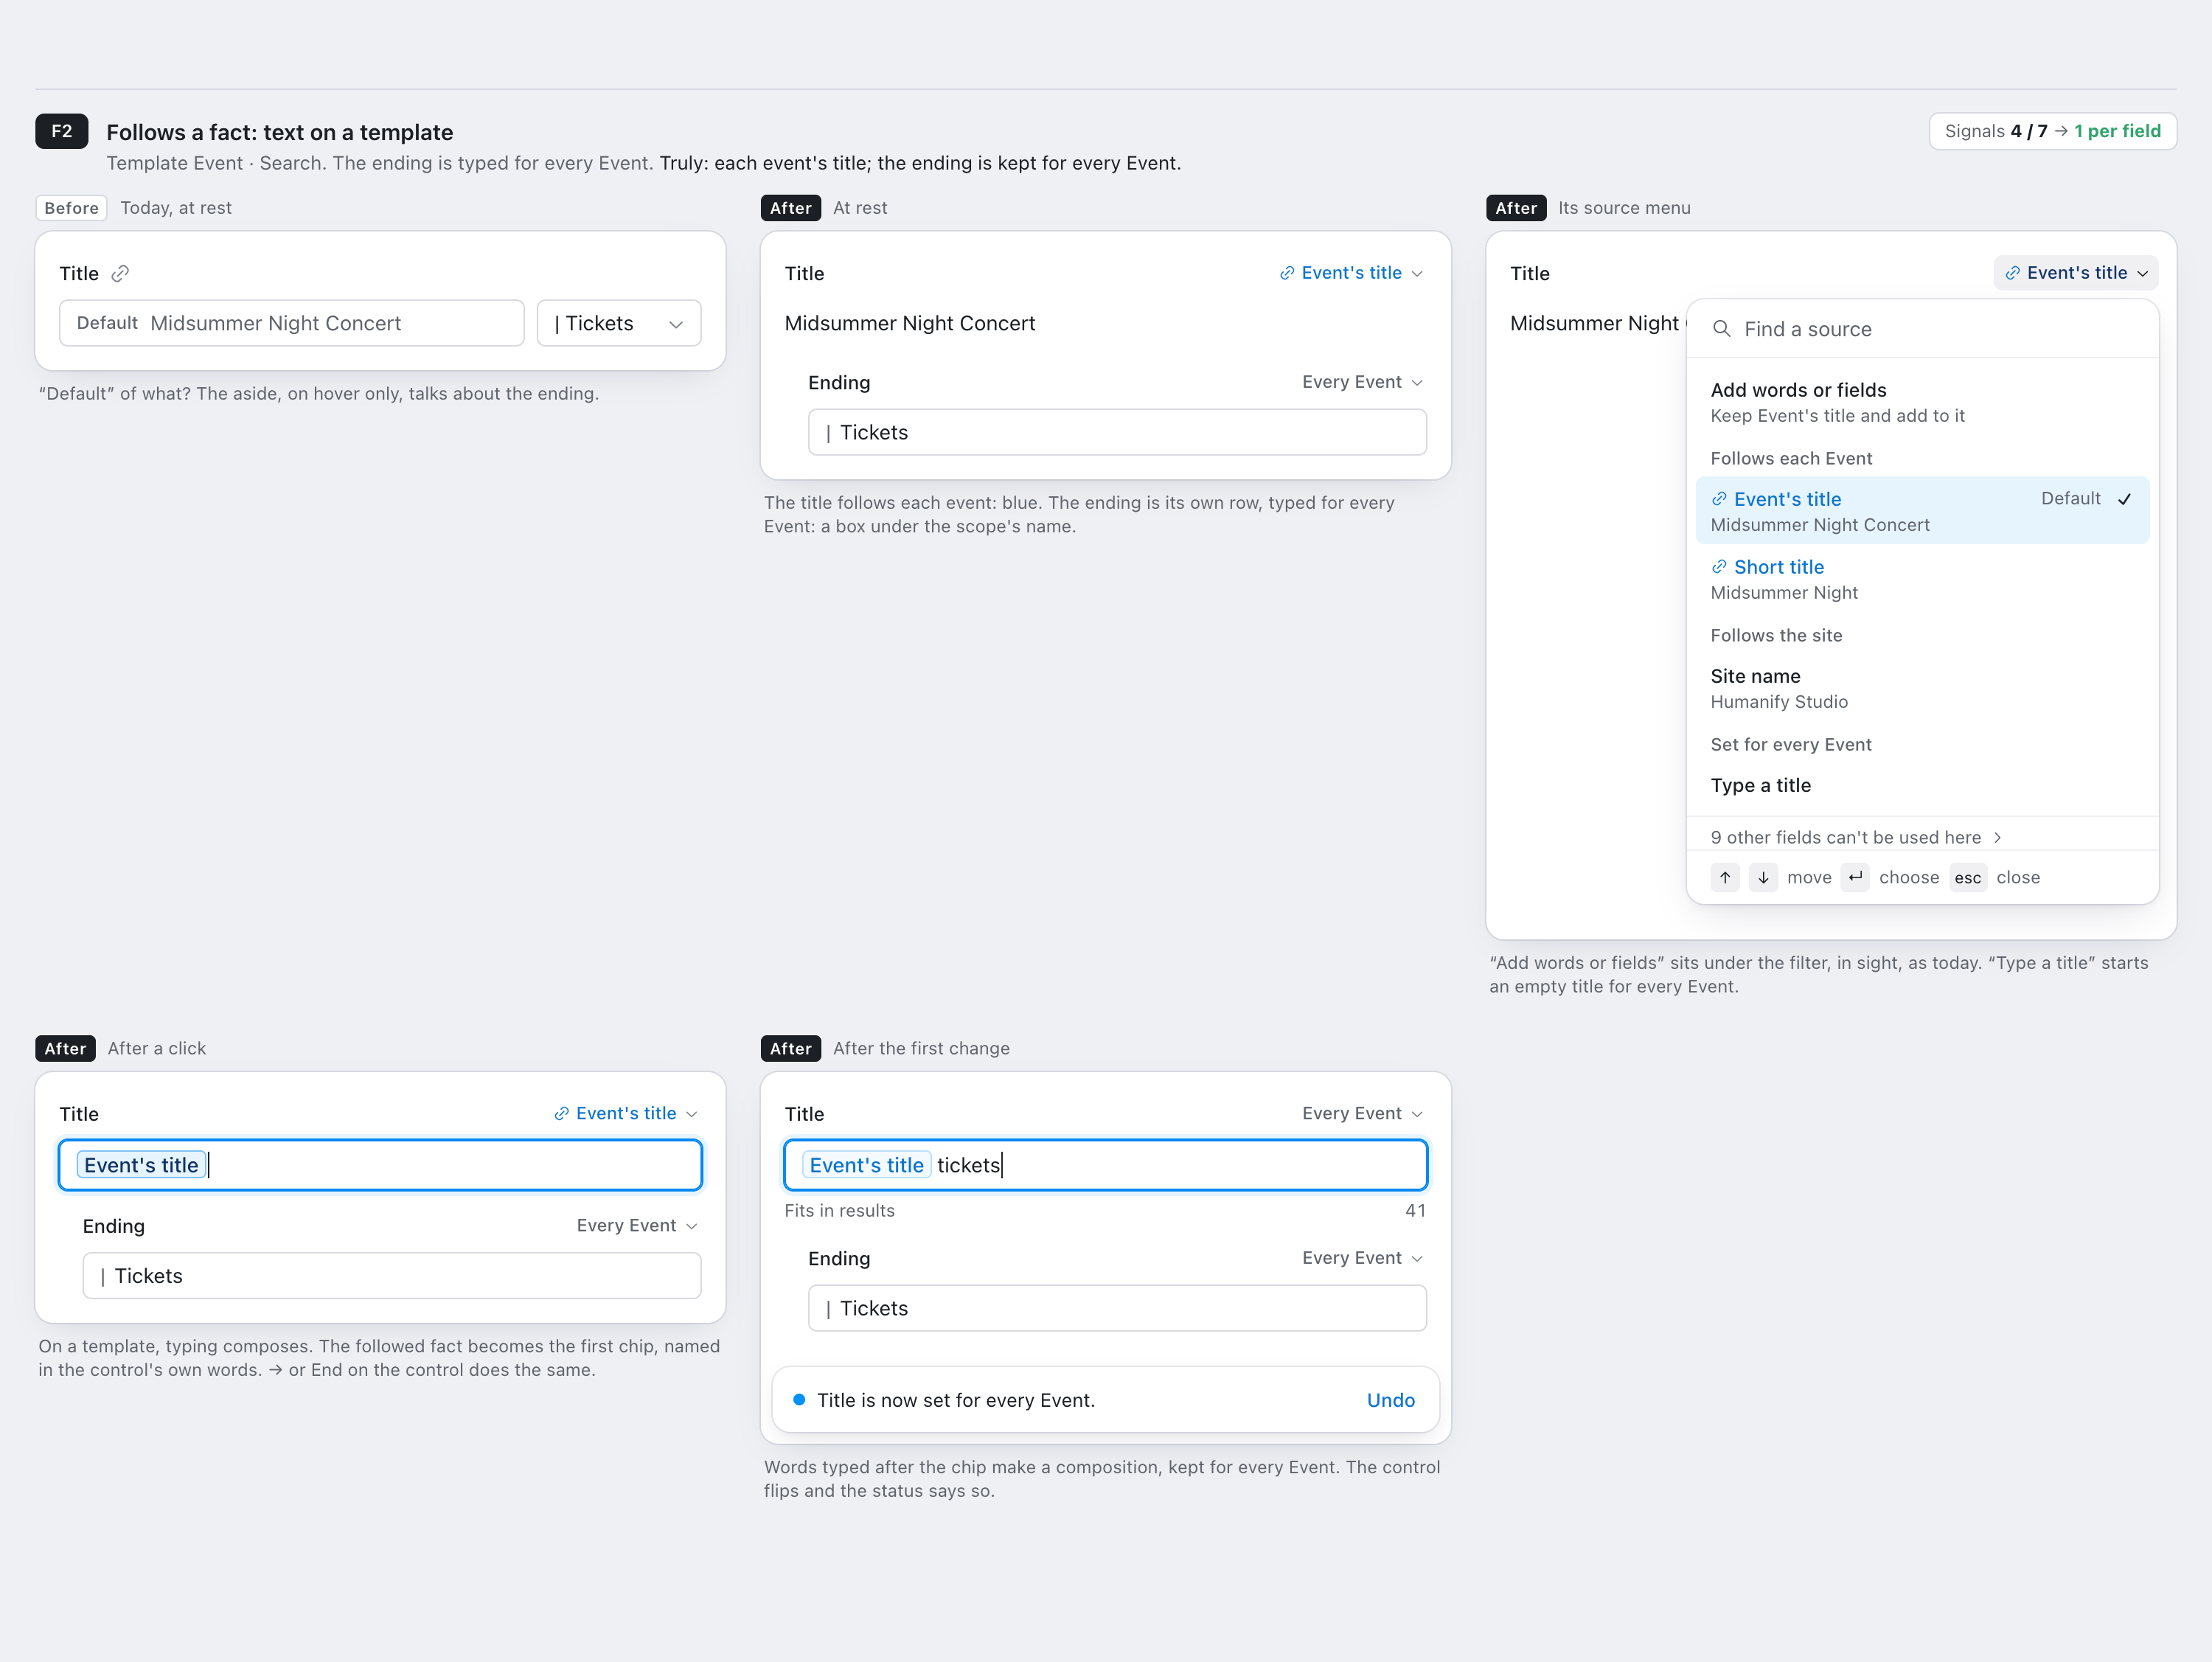 F2 Follows a fact: text on a template
Signals 4 / 7 → 1 per field
Template Event · Search. The ending is typed for every Event. Truly: each event's title; the ending is kept for every Event.
Before Today, at rest
Title
Default Midsummer Night Concert
| Tickets
“Default” of what? The aside, on hover only, talks about the ending.
After At rest
Title
Event's title
Midsummer Night Concert
Ending
Every Event
| Tickets
The title follows each event: blue. The ending is its own row, typed for every
Event: a box under the scope's name.
After Its source menu
Title
Event's title
Midsummer Night
Find a source
Add words or fields
Keep Event's title and add to it
Follows each Event
Event's title Default
Midsummer Night Concert
Short title
Midsummer Night
Follows the site
Site name
Humanify Studio
Set for every Event
Type a title
9 other fields can't be used here
↑ ↓ move ↵ choose esc close
“Add words or fields” sits under the filter, in sight, as today. “Type a title” starts
an empty title for every Event.
After After a click
Title
Event's title
Event's title
Ending
Every Event
| Tickets
On a template, typing composes. The followed fact becomes the first chip, named
in the control's own words. → or End on the control does the same.
After After the first change
Title
Every Event
Event's title tickets
Fits in results 41
Ending
Every Event
| Tickets
Title is now set for every Event. Undo
Words typed after the chip make a composition, kept for every Event. The control
flips and the status says so.